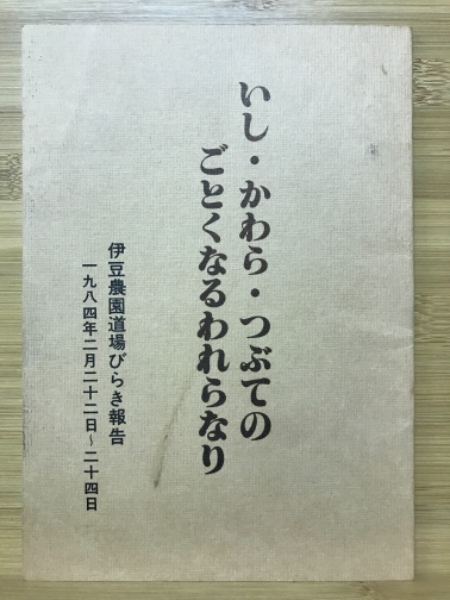 いし・かわら・つぶての
ごとくなるわれらなり
伊豆農園道場びらき報告
一九八四年二月二十二日~二十四日